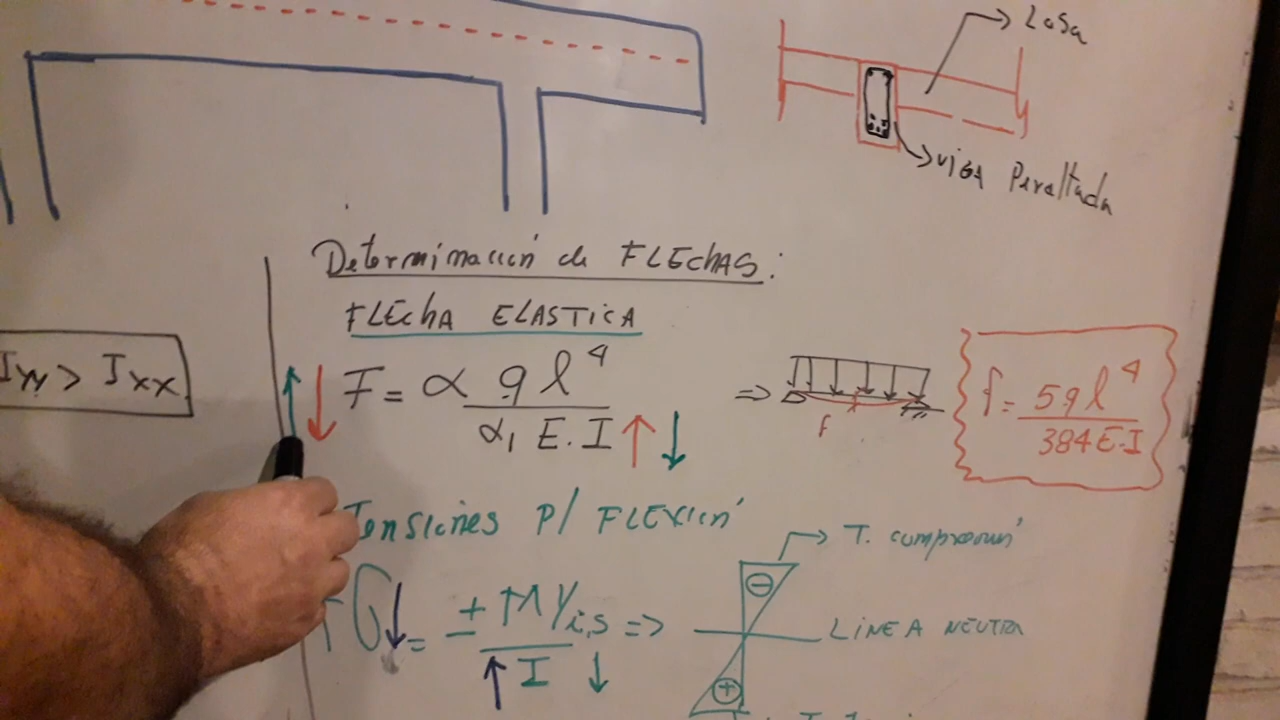 Losa
viga Peraltada
Determinación de FLEchAS:
FLEchA ELASTICA
Iyy > Ixx
F = α q l⁴ / α₁ E.I
f
f = 5 q l⁴ / 384 E.I
Tensiones P/ FLEXIÓN
T. compresión
σ = ± M Yi,s / I =>
LINEA NEUTRA